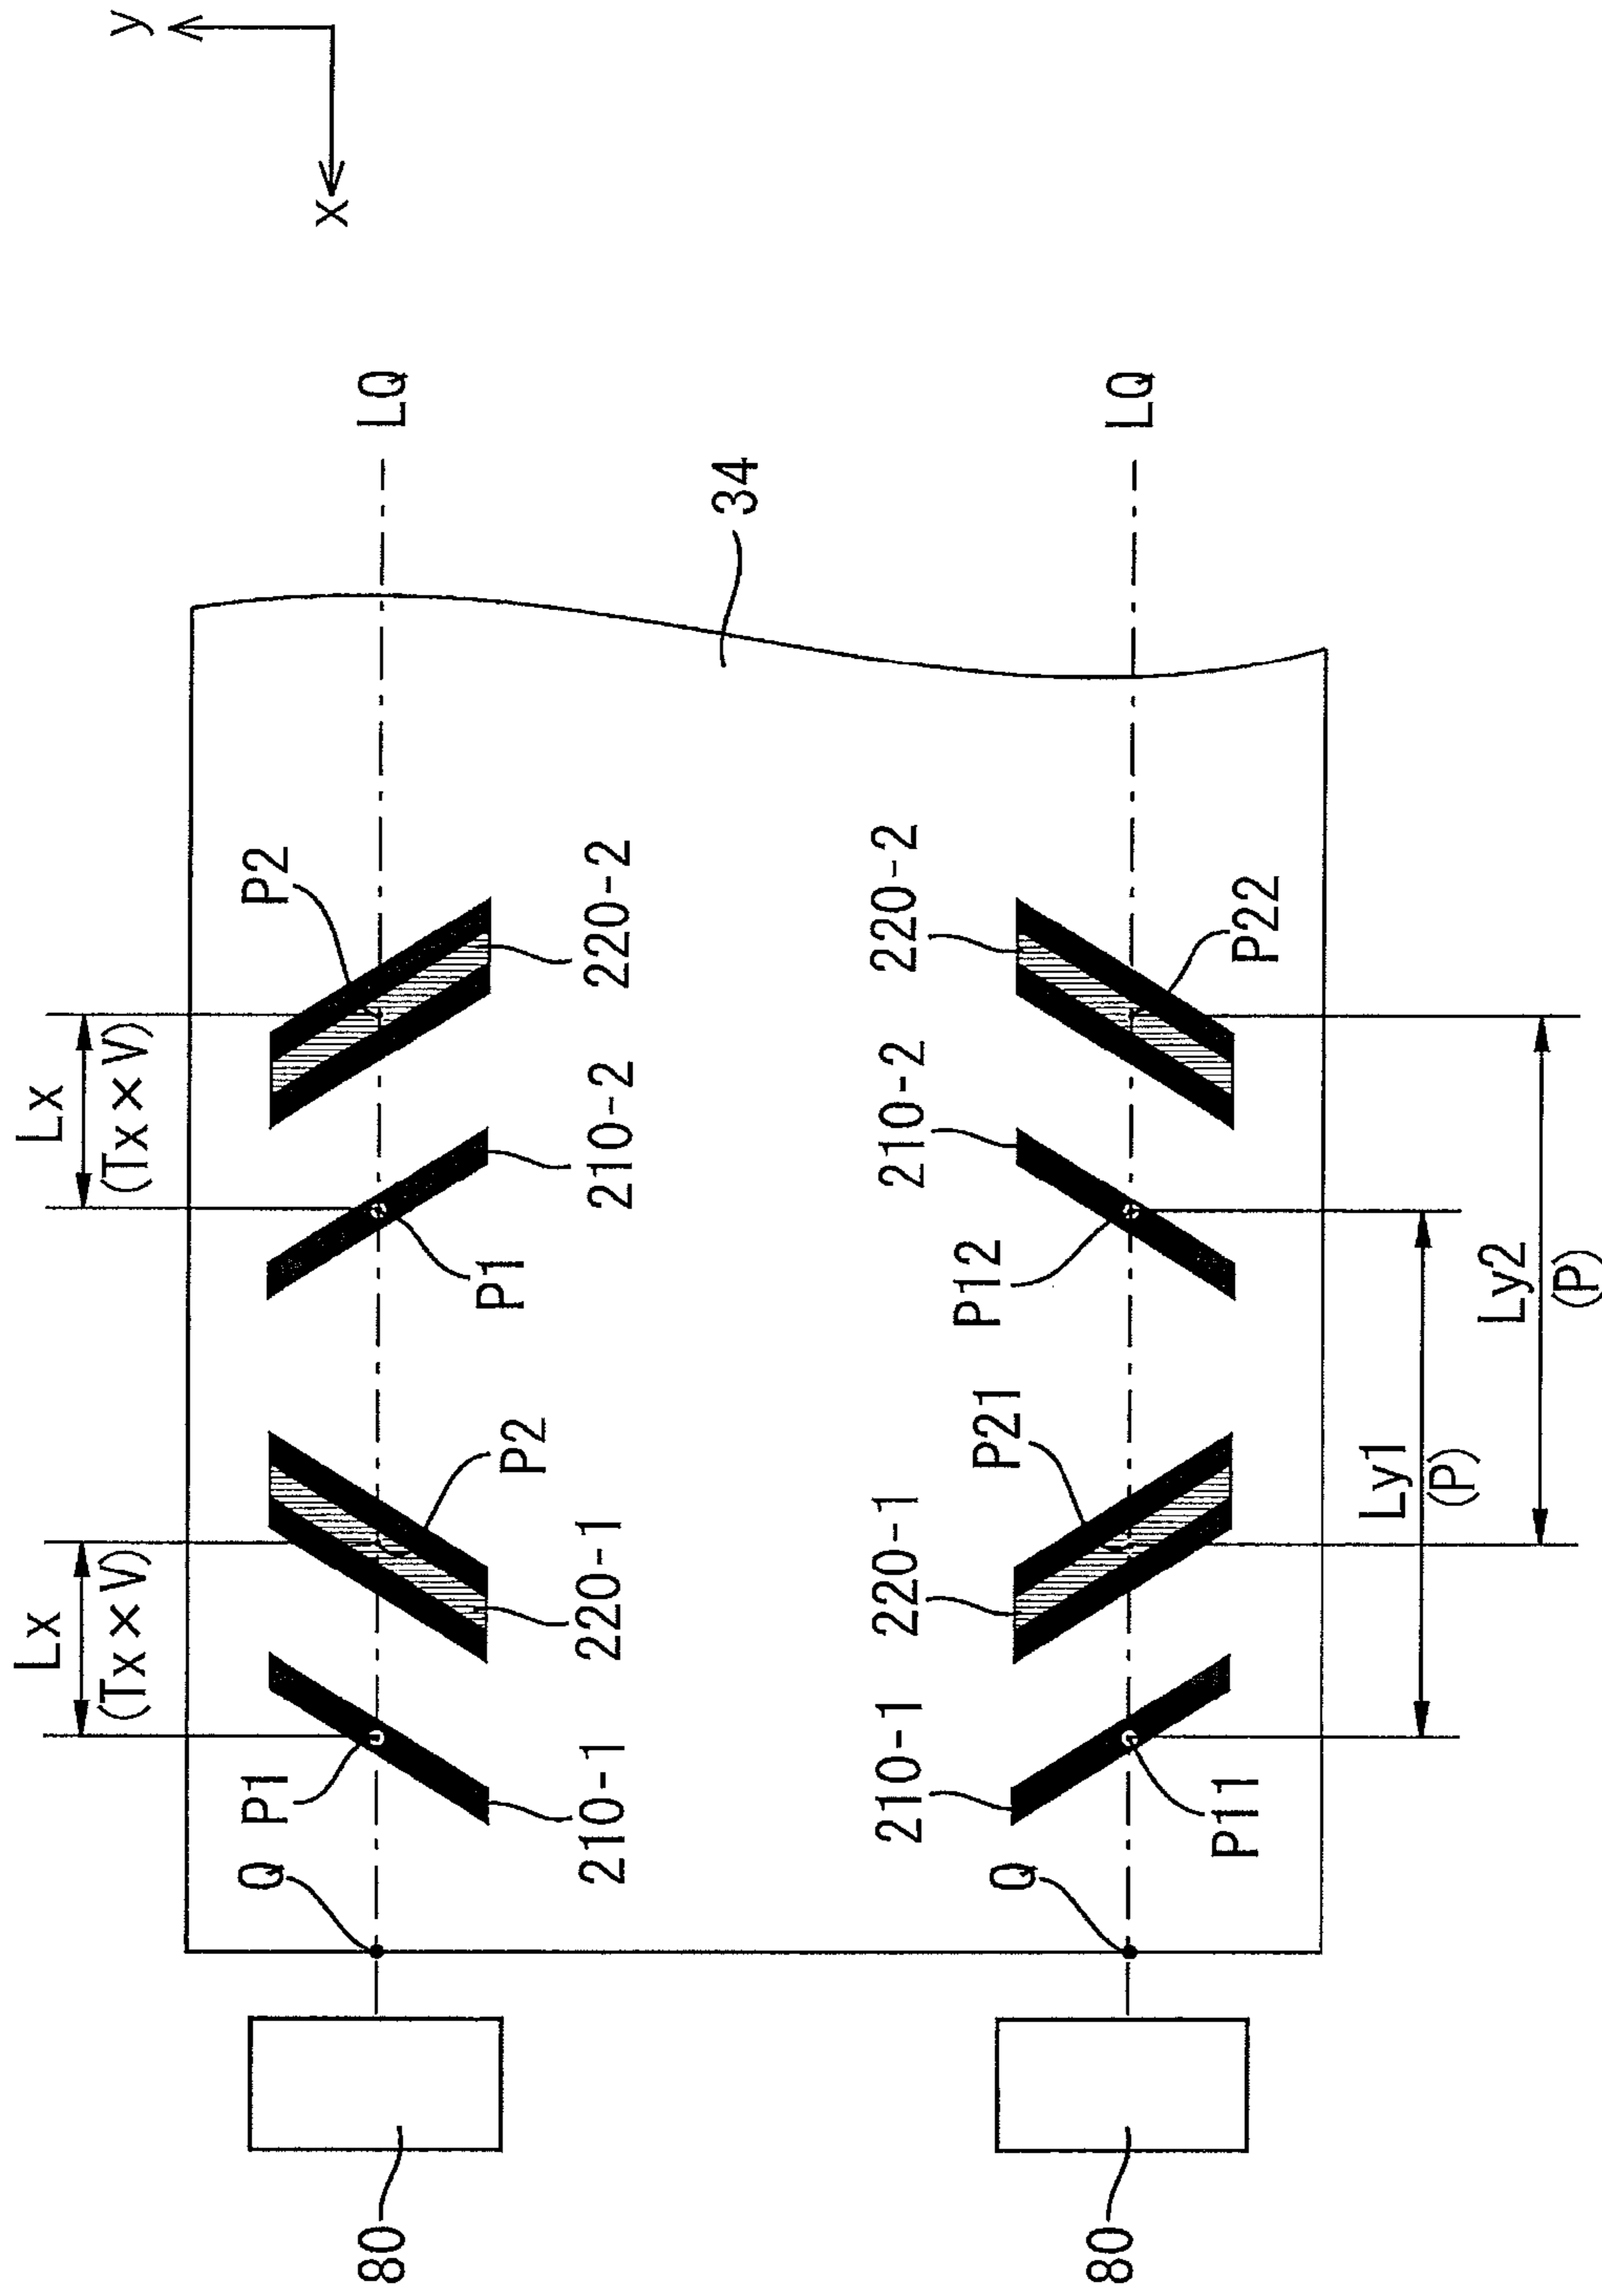 y
x
LQ
LQ
34
P2
220-2
220-2
P22
Lx
(Tx×V)
210-2
210-2
P1
P12
Ly2
(P)
P2
P21
Ly1
(P)
Lx
(Tx×V)
220-1
220-1
P1
210-1
210-1
P11
Q
Q
80
80